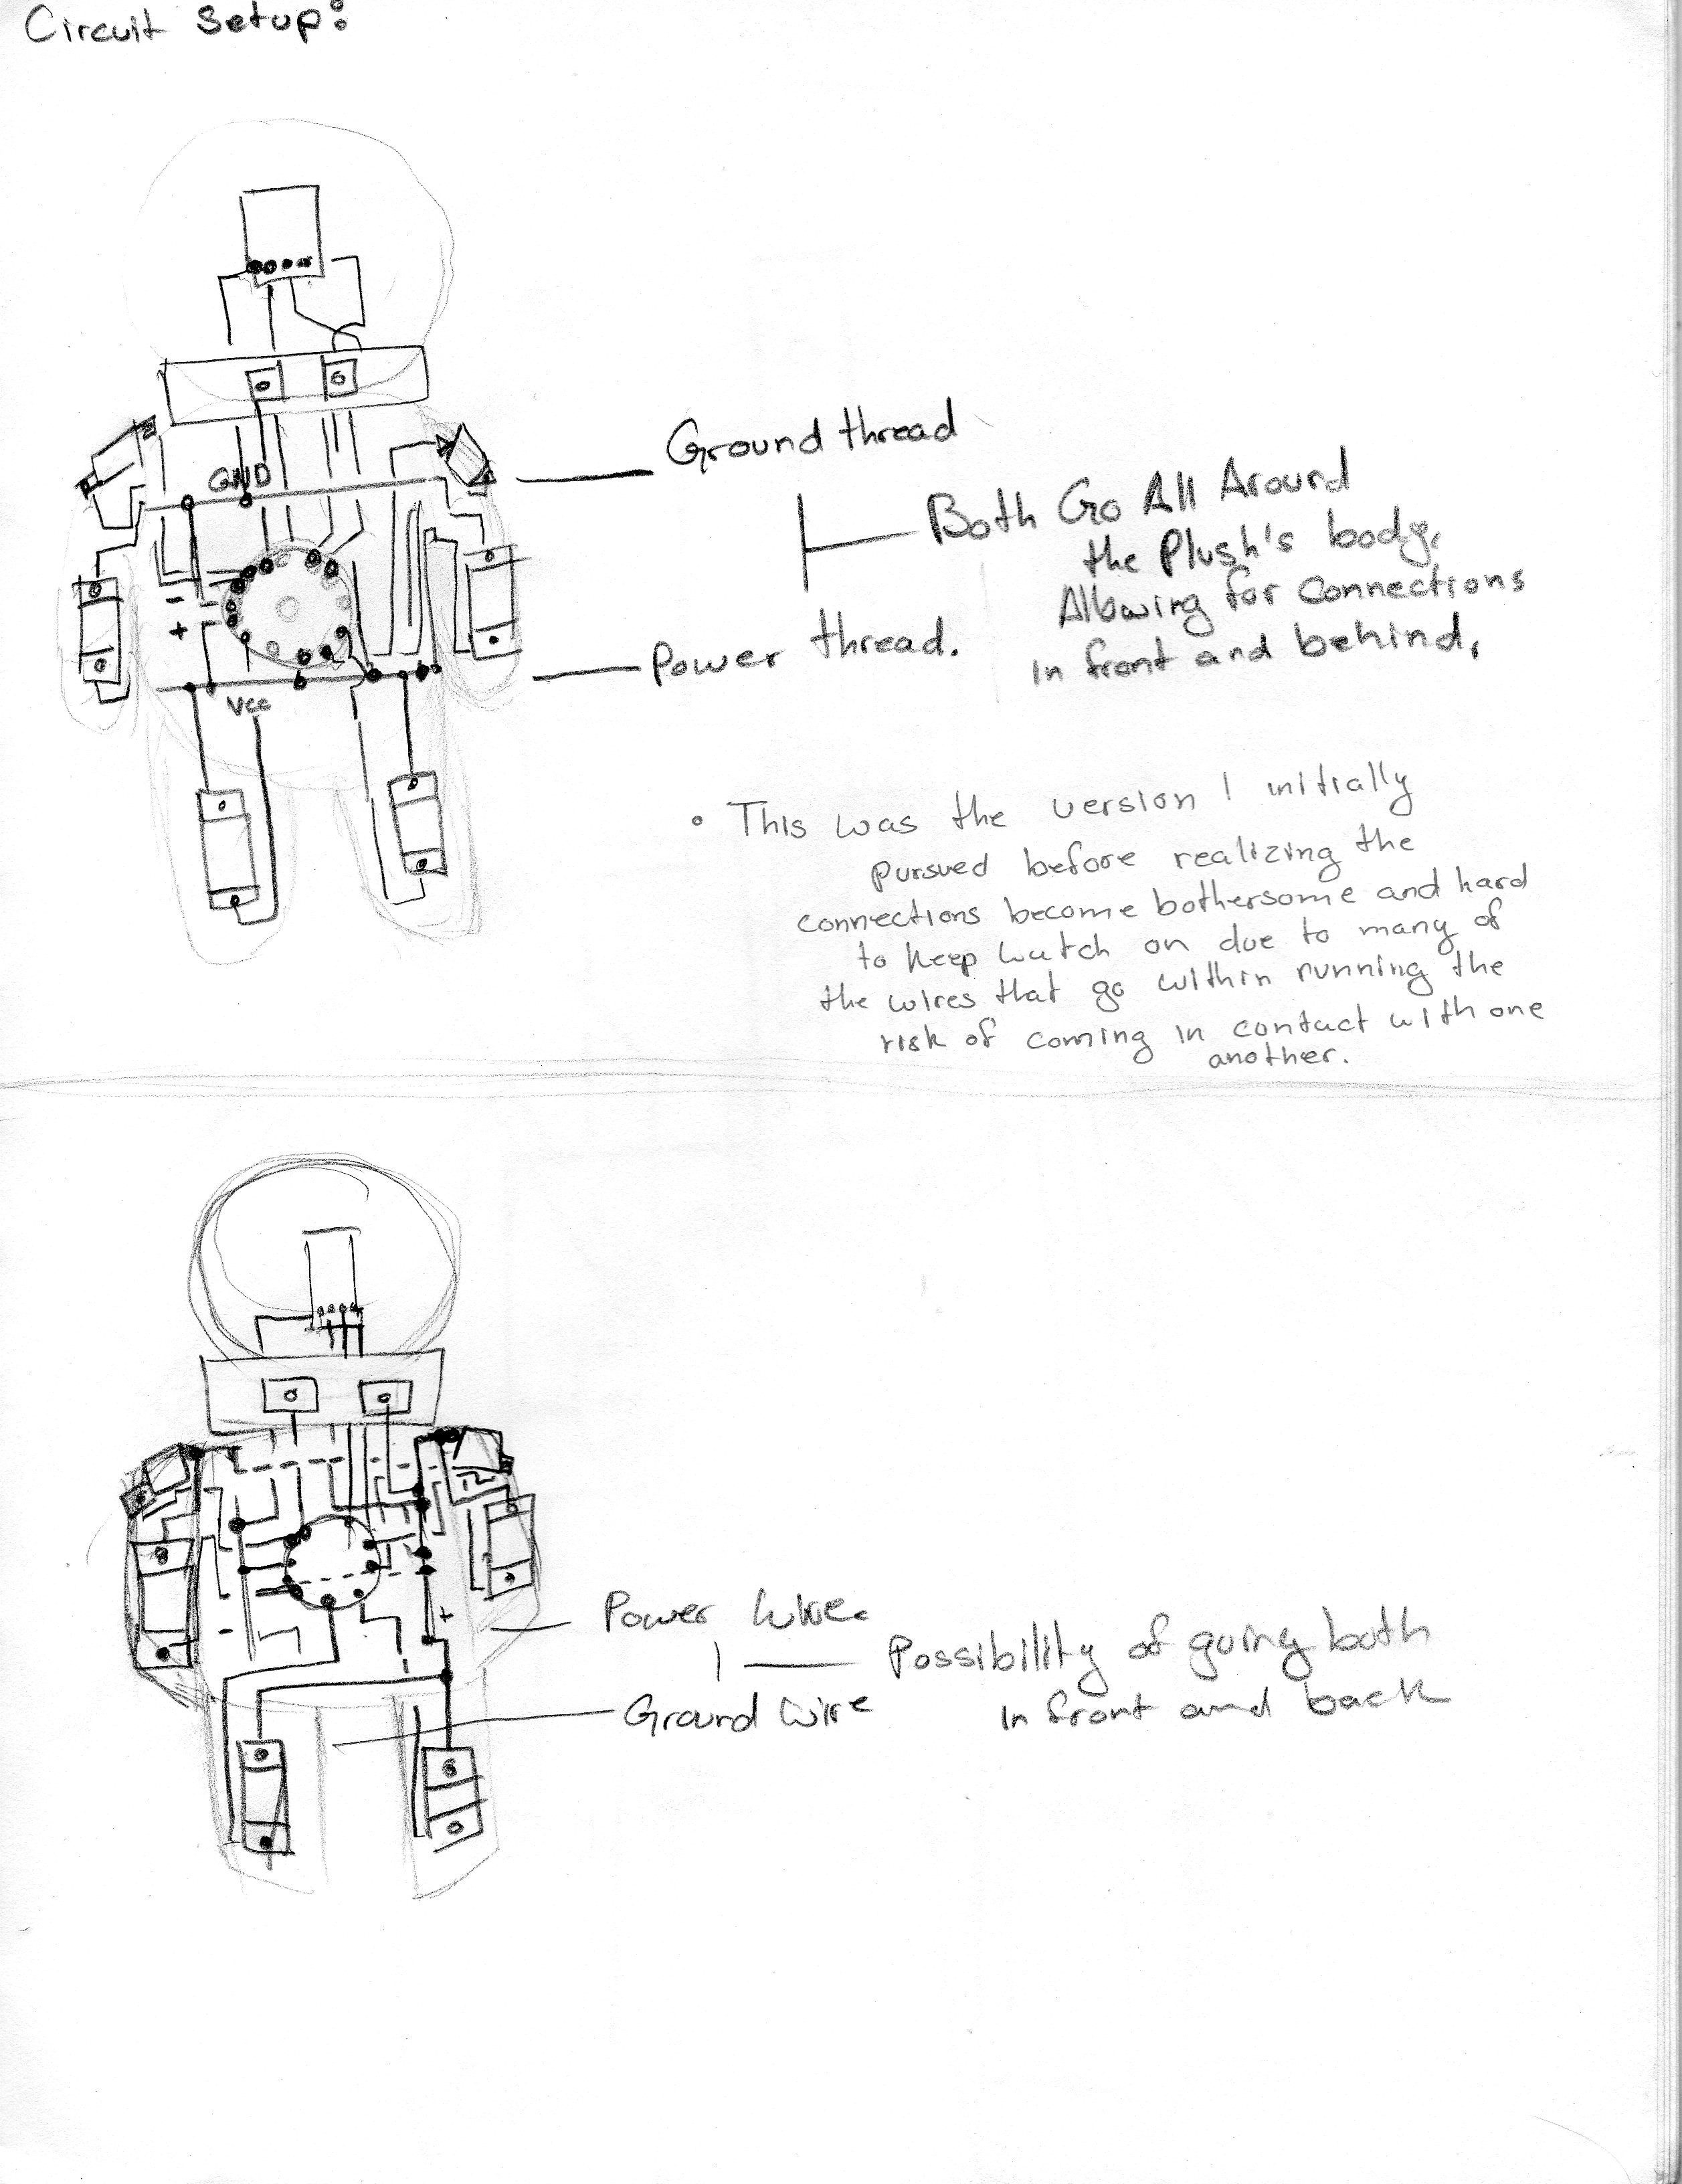 Circuit Setup:
GND
Ground thread
Both Go All Around
the Plush's body,
Allowing for connections
in front and behind,
-
+
Power thread.
VCC
• This was the version I initially
pursued before realizing the
connections become bothersome and hard
to keep watch on due to many of
the wires that go within running the
risk of coming in contact with one
another.
Power wire.
-
+
Possibility of going both
in front and back
Ground wire